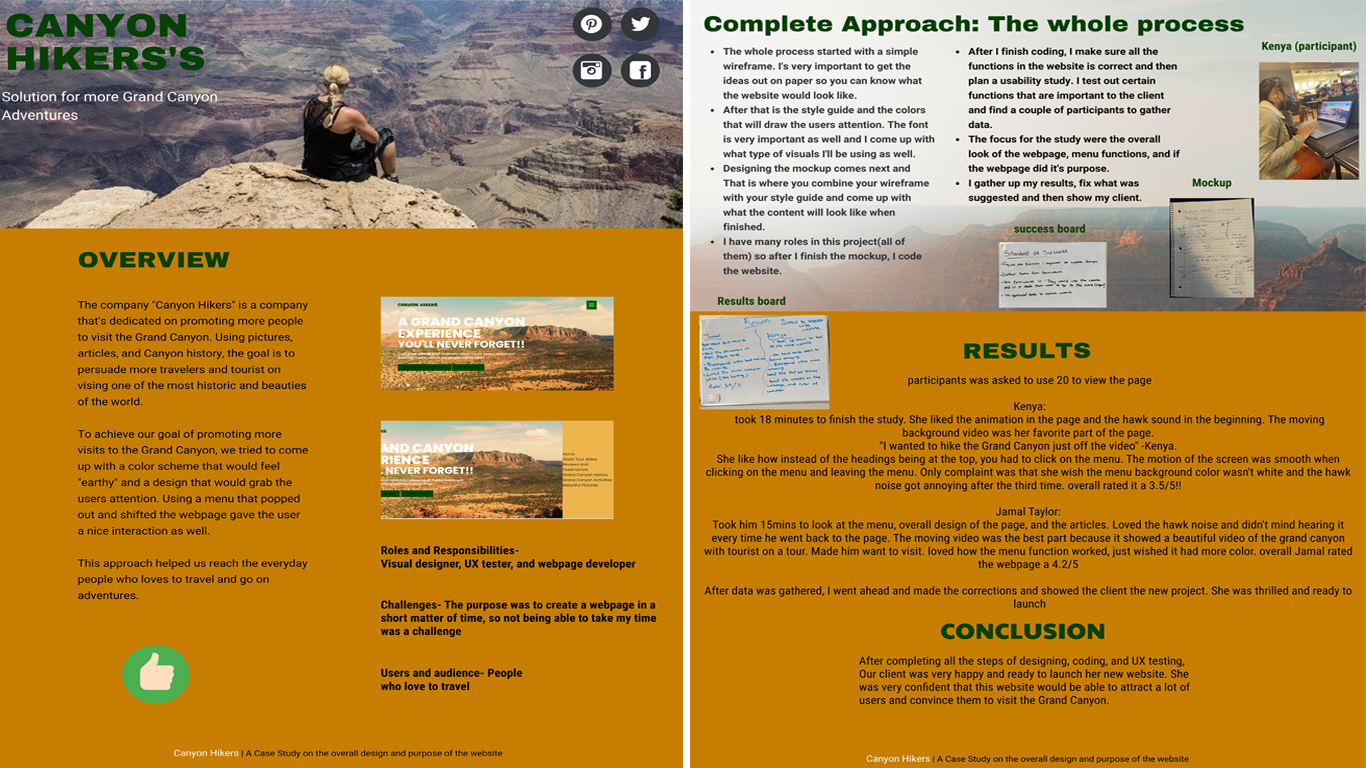 CANYON
HIKERS'S
Solution for more Grand Canyon
Adventures
OVERVIEW
The company "Canyon Hikers" is a company
that's dedicated on promoting more people
to visit the Grand Canyon. Using pictures,
articles, and Canyon history, the goal is to
persuade more travelers and tourist on
vising one of the most historic and beauties
of the world.
To achieve our goal of promoting more
visits to the Grand Canyon, we tried to come
up with a color scheme that would feel
"earthy" and a design that would grab the
users attention. Using a menu that popped
out and shifted the webpage gave the user
a nice interaction as well.
This approach helped us reach the everyday
people who loves to travel and go on
adventures.
CANYON HIKERS
A GRAND CANYON
EXPERIENCE
YOU'LL NEVER FORGET!!
AND CANYON
RIENCE
NEVER FORGET!!
Home
Reviews and
Testimonials
Grand Canyon History
Grand Canyon Activities
Beautiful Pictures
Roles and Responsibilities-
Visual designer, UX tester, and webpage developer
Challenges- The purpose was to create a webpage in a
short matter of time, so not being able to take my time
was a challenge
Users and audience- People
who love to travel
Canyon Hikers | A Case Study on the overall design and purpose of the website
Complete Approach: The whole process
• The whole process started with a simple
wireframe. I's very important to get the
ideas out on paper so you can know what
the website would look like.
• After that is the style guide and the colors
that will draw the users attention. The font
is very important as well and I come up with
what type of visuals I'll be using as well.
• Designing the mockup comes next and
That is where you combine your wireframe
with your style guide and come up with
what the content will look like when
finished.
• I have many roles in this project(all of
them) so after I finish the mockup, I code
the website.
• After I finish coding, I make sure all the
functions in the website is correct and then
plan a usability study. I test out certain
functions that are important to the client
and find a couple of participants to gather
data.
• The focus for the study were the overall
look of the webpage, menu functions, and if
the webpage did it's purpose.
• I gather up my results, fix what was
suggested and then show my client.
Kenya (participant)
Mockup
success board
Standard of Success
Results board
Results
Jamal
Kenya
RESULTS
participants was asked to use 20 to view the page
Kenya:
took 18 minutes to finish the study. She liked the animation in the page and the hawk sound in the beginning. The moving
background video was her favorite part of the page.
"I wanted to hike the Grand Canyon just off the video" -Kenya.
She like how instead of the headings being at the top, you had to click on the menu. The motion of the screen was smooth when
clicking on the menu and leaving the menu. Only complaint was that she wish the menu background color wasn't white and the hawk
noise got annoying after the third time. overall rated it a 3.5/5!!
Jamal Taylor:
Took him 15mins to look at the menu, overall design of the page, and the articles. Loved the hawk noise and didn't mind hearing it
every time he went back to the page. The moving video was the best part because it showed a beautiful video of the grand canyon
with tourist on a tour. Made him want to visit. loved how the menu function worked, just wished it had more color. overall Jamal rated
the webpage a 4.2/5
After data was gathered, I went ahead and made the corrections and showed the client the new project. She was thrilled and ready to
launch
CONCLUSION
After completing all the steps of designing, coding, and UX testing,
Our client was very happy and ready to launch her new website. She
was very confident that this website would be able to attract a lot of
users and convince them to visit the Grand Canyon.
Canyon Hikers | A Case Study on the overall design and purpose of the website